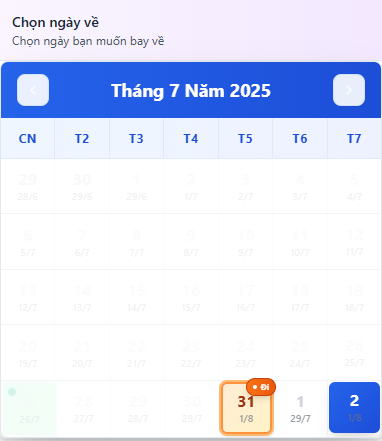 Chọn ngày về
Chọn ngày bạn muốn bay về
Tháng 7 Năm 2025
CN T2 T3 T4 T5 T6 T7
29 30 1 2 3 4 5
28/6 29/6 29/6 1/7 2/7 3/7 4/7
6 7 8 9 10 11 12
5/7 6/7 7/7 8/7 9/7 10/7 11/7
13 14 15 16 17 18 19
12/7 13/7 14/7 15/7 16/7 17/7 18/7
20 21 22 23 24 25 26
19/7 20/7 21/7 22/7 23/7 24/7 25/7
Đi
28 29 30 31 1 2
26/7 27/7 28/7 29/7 1/8 29/7 1/8